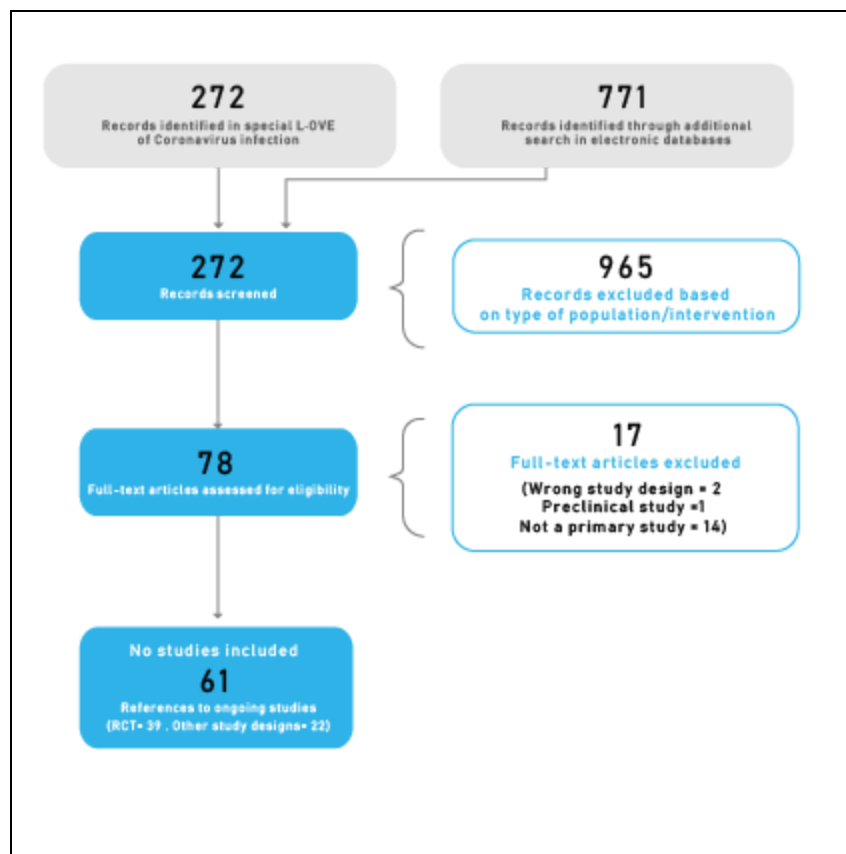 272
Records identified in special L-OVE
of Coronavirus infection
771
Records identified through additional
search in electronic databases
272
Records screened
965
Records excluded based
on type of population/intervention
78
Full-text articles assessed for eligibility
17
Full-text articles excluded
(Wrong study design = 2
Preclinical study =1
Not a primary study = 14)
No studies included
61
References to ongoing studies
(RCT= 39 , Other study designs= 22)